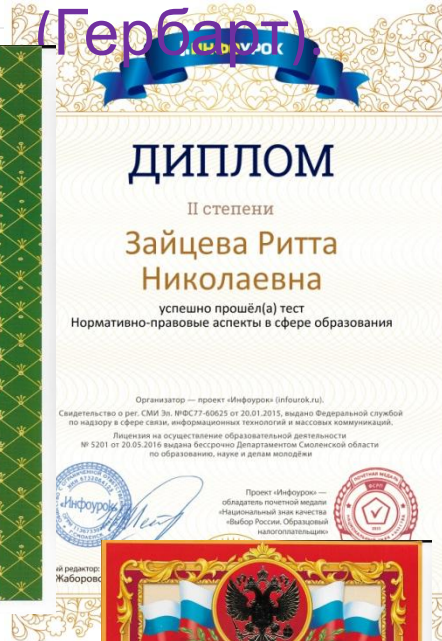 (Гербарт).
ИНФОУРОК
ДИПЛОМ
II степени
Зайцева Ритта
Николаевна
успешно прошёл(а) тест
Нормативно-правовые аспекты в сфере образования
Организатор — проект «Инфоурок» (infourok.ru).
Свидетельство о рег. СМИ Эл. №ФС77-60625 от 20.01.2015, выдано Федеральной службой
по надзору в сфере связи, информационных технологий и массовых коммуникаций.
Лицензия на осуществление образовательной деятельности
№ 5201 от 20.05.2016 выдана бессрочно Департаментом Смоленской области
по образованию, науке и делам молодёжи
«Инфоурок»
Проект «Инфоурок» —
обладатель почетной медали
«Национальный знак качества
«Выбор России. Образцовый
налогоплательщик»
редактор:
Жаборово